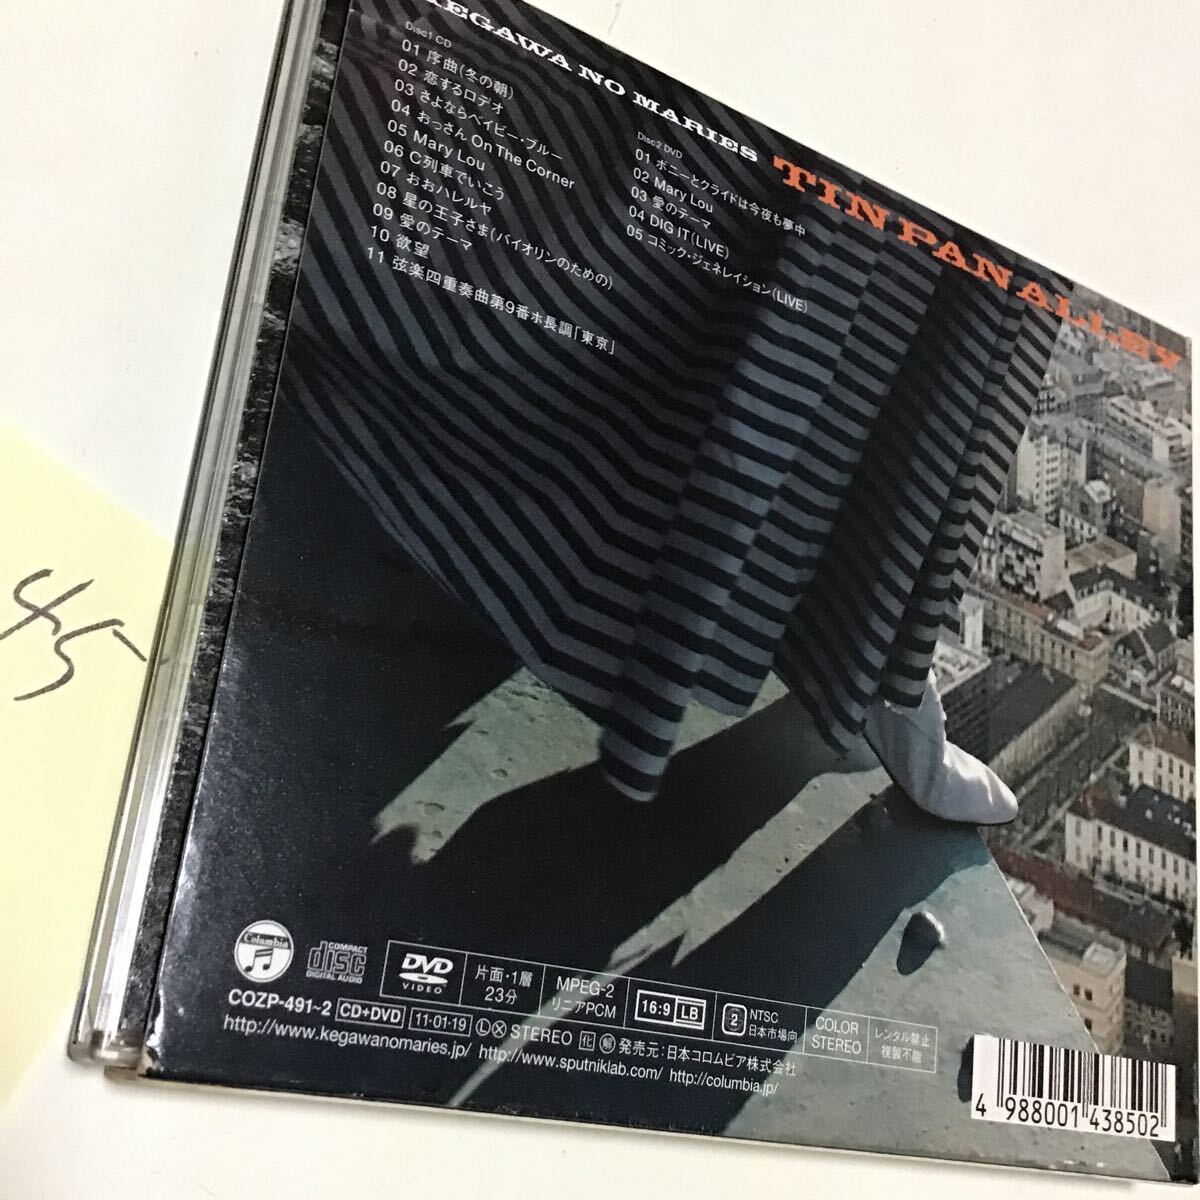 KEGAWA NO MARIES TIN PAN ALLEY
Disc1 CD
01 序曲(冬の朝)
02 恋するロデオ
03 さよならベイビー・ブルー
04 おっさん On The Corner
05 Mary Lou
06 C列車でいこう
07 おおハレルヤ
08 星の王子さま(バイオリンのための)
09 愛のテーマ
10 欲望
11 弦楽四重奏曲第9番ホ長調「東京」
Disc2 DVD
01 ボニーとクライドは今夜も夢中
02 Mary Lou
03 愛のテーマ
04 DIG IT(LIVE)
05 コミック・ジェネレイション(LIVE)
45
Columbia
COMPACT
disc
DIGITAL AUDIO
DVD
VIDEO
片面・1層
23分
MPEG-2
リニアPCM
16:9 LB
2
NTSC
日本市場向
COLOR
STEREO
レンタル禁止
複製不能
COZP-491~2 CD+DVD 11・01・19 Ⓛ STEREO 化 解 発売元:日本コロムビア株式会社
http://www.kegawanomaries.jp/ http://www.sputniklab.com/ http://columbia.jp/
4 988001 438502